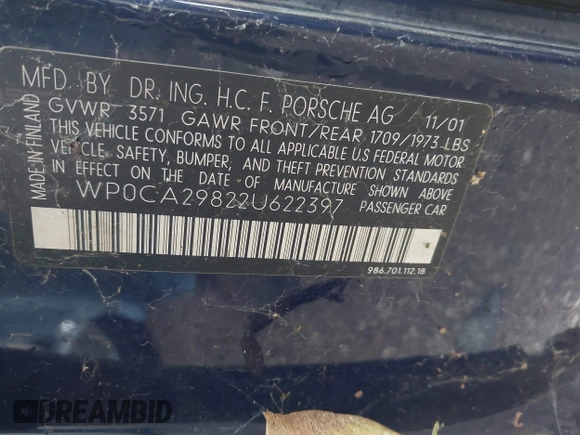 MFD. BY DR. ING. H.C. F. PORSCHE AG 11/01
GVWR 3571 GAWR FRONT/REAR 1709/1973 LBS
THIS VEHICLE CONFORMS TO ALL APPLICABLE U.S FEDERAL MOTOR
VEHICLE, SAFETY, BUMPER, AND THEFT PREVENTION STANDARDS
IN EFFECT ON THE DATE OF MANUFACTURE SHOWN ABOVE
WP0CA29822U622397 PASSENGER CAR
MADE IN FINLAND
986.701.112.18
DREAMBID